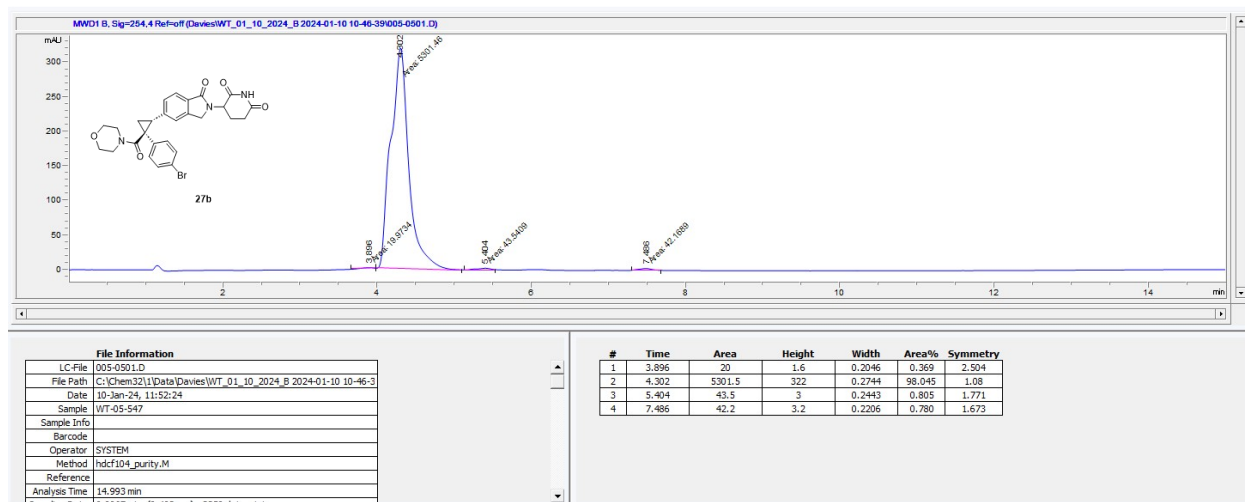 MWD1 B, Sig=254,4 Ref=off (Davies\WT_01_10_2024_B 2024-01-10 10-46-39\005-0501.D)
mAU
300
250
200
150
100
50
0
3.896
Area: 19.9734
4.302
Area: 5301.46
5.404
Area: 43.5409
7.486
Area: 42.1689
O
O
NH
N
O
O
N
O
Br
27b
2
4
6
8
10
12
14
min
File Information
LC-File 005-0501.D
File Path C:\Chem32\1\Data\Davies\WT_01_10_2024_B 2024-01-10 10-46-3
Date 10-Jan-24, 11:52:24
Sample WT-05-547
Sample Info
Barcode
Operator SYSTEM
Method hdcf104_purity.M
Reference
Analysis Time 14.993 min
# Time Area Height Width Area% Symmetry
1 3.896 20 1.6 0.2046 0.369 2.504
2 4.302 5301.5 322 0.2744 98.045 1.08
3 5.404 43.5 3 0.2443 0.805 1.771
4 7.486 42.2 3.2 0.2206 0.780 1.673